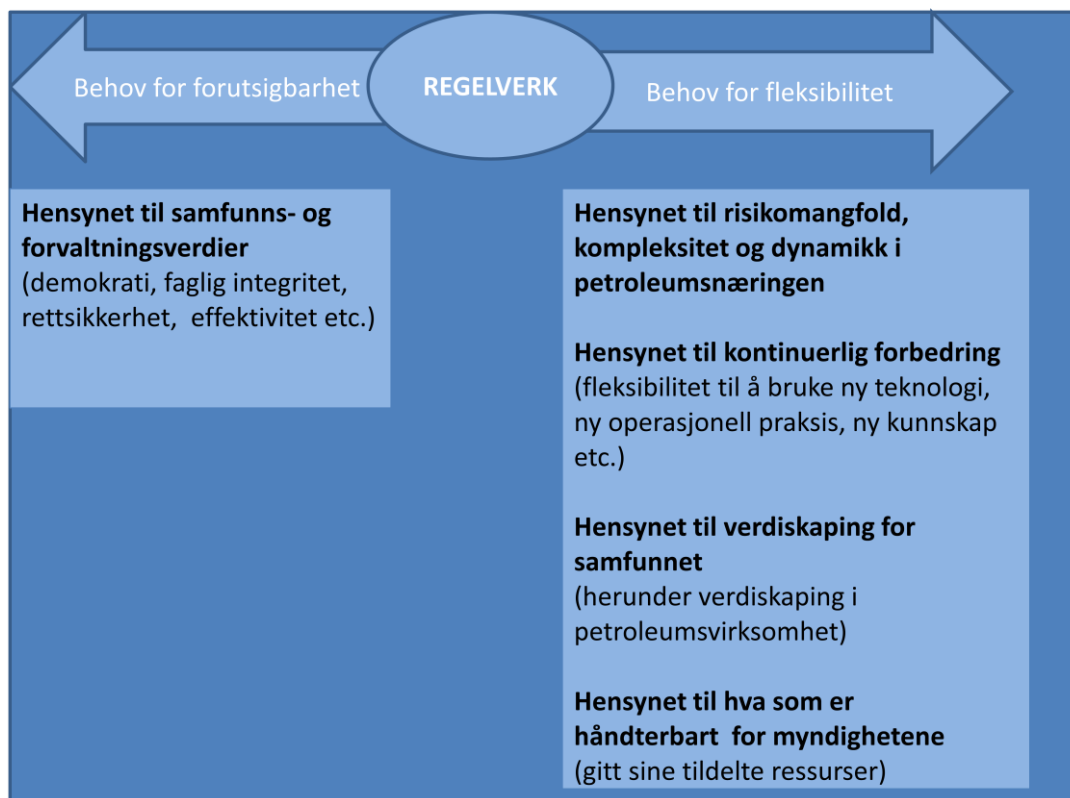 Behov for forutsigbarhet
REGELVERK
Behov for fleksibilitet
Hensynet til samfunns- og
forvaltningsverdier
(demokrati, faglig integritet,
rettsikkerhet,  effektivitet etc.)
Hensynet til risikomangfold,
kompleksitet og dynamikk i
petroleumsnæringen
Hensynet til kontinuerlig forbedring
(fleksibilitet til å bruke ny teknologi,
ny operasjonell praksis, ny kunnskap
etc.)
Hensynet til verdiskaping for
samfunnet
(herunder verdiskaping i
petroleumsvirksomhet)
Hensynet til hva som er
håndterbart  for myndighetene
(gitt sine tildelte ressurser)